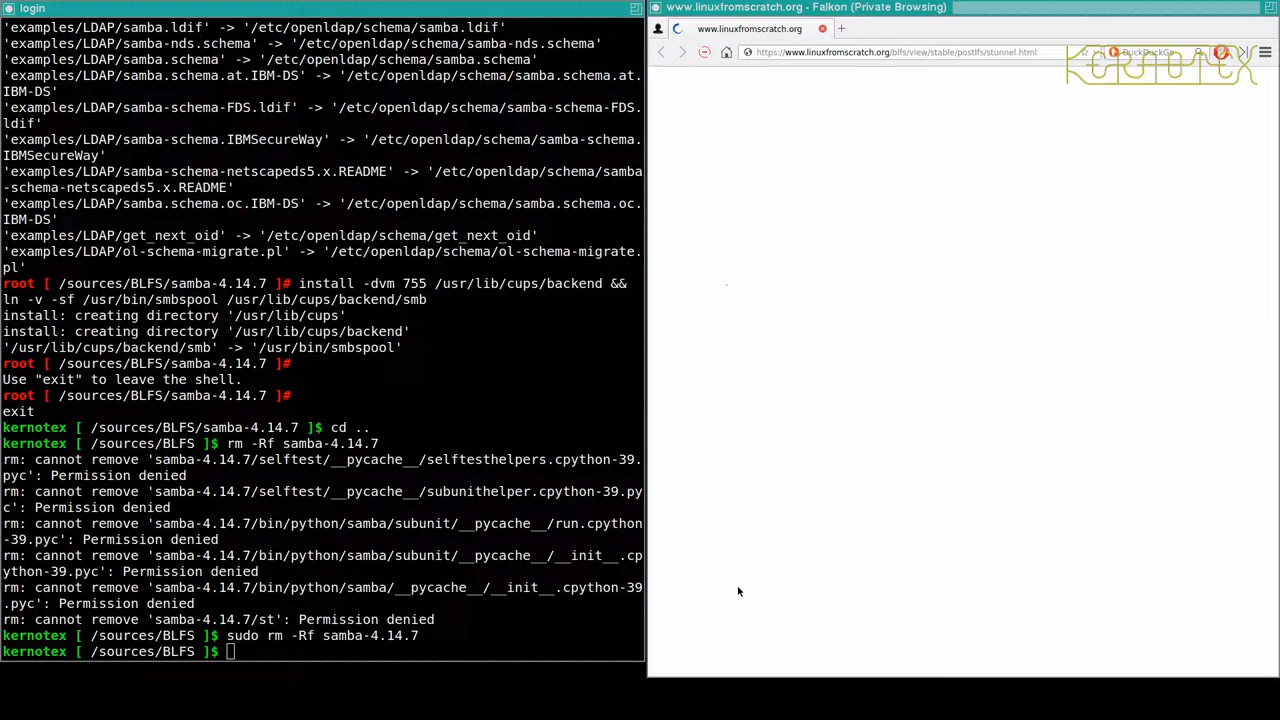 login
'examples/LDAP/samba.ldif' -> '/etc/openldap/schema/samba.ldif'
'examples/LDAP/samba-nds.schema' -> '/etc/openldap/schema/samba-nds.schema'
'examples/LDAP/samba.schema' -> '/etc/openldap/schema/samba.schema'
'examples/LDAP/samba.schema.at.IBM-DS' -> '/etc/openldap/schema/samba.schema.at.
IBM-DS'
'examples/LDAP/samba-schema-FDS.ldif' -> '/etc/openldap/schema/samba-schema-FDS.
ldif'
'examples/LDAP/samba-schema.IBMSecureWay' -> '/etc/openldap/schema/samba-schema.
IBMSecureWay'
'examples/LDAP/samba-schema-netscapeds5.x.README' -> '/etc/openldap/schema/samba
-schema-netscapeds5.x.README'
'examples/LDAP/samba.schema.oc.IBM-DS' -> '/etc/openldap/schema/samba.schema.oc.
IBM-DS'
'examples/LDAP/get_next_oid' -> '/etc/openldap/schema/get_next_oid'
'examples/LDAP/ol-schema-migrate.pl' -> '/etc/openldap/schema/ol-schema-migrate.
pl'
root [ /sources/BLFS/samba-4.14.7 ]# install -dvm 755 /usr/lib/cups/backend &&
ln -v -sf /usr/bin/smbspool /usr/lib/cups/backend/smb
install: creating directory '/usr/lib/cups'
install: creating directory '/usr/lib/cups/backend'
'/usr/lib/cups/backend/smb' -> '/usr/bin/smbspool'
root [ /sources/BLFS/samba-4.14.7 ]#
Use "exit" to leave the shell.
root [ /sources/BLFS/samba-4.14.7 ]#
exit
kernotex [ /sources/BLFS/samba-4.14.7 ]$ cd ..
kernotex [ /sources/BLFS ]$ rm -Rf samba-4.14.7
rm: cannot remove 'samba-4.14.7/selftest/__pycache__/selftesthelpers.cpython-39.
pyc': Permission denied
rm: cannot remove 'samba-4.14.7/selftest/__pycache__/subunithelper.cpython-39.py
c': Permission denied
rm: cannot remove 'samba-4.14.7/bin/python/samba/subunit/__pycache__/run.cpython
-39.pyc': Permission denied
rm: cannot remove 'samba-4.14.7/bin/python/samba/subunit/__pycache__/__init__.cp
ython-39.pyc': Permission denied
rm: cannot remove 'samba-4.14.7/bin/python/samba/__pycache__/__init__.cpython-39
.pyc': Permission denied
rm: cannot remove 'samba-4.14.7/st': Permission denied
kernotex [ /sources/BLFS ]$ sudo rm -Rf samba-4.14.7
kernotex [ /sources/BLFS ]$
www.linuxfromscratch.org - Falkon (Private Browsing)
www.linuxfromscratch.org
https://www.linuxfromscratch.org/blfs/view/stable/postlfs/stunnel.html
DuckDuckGo
KERNOTEX